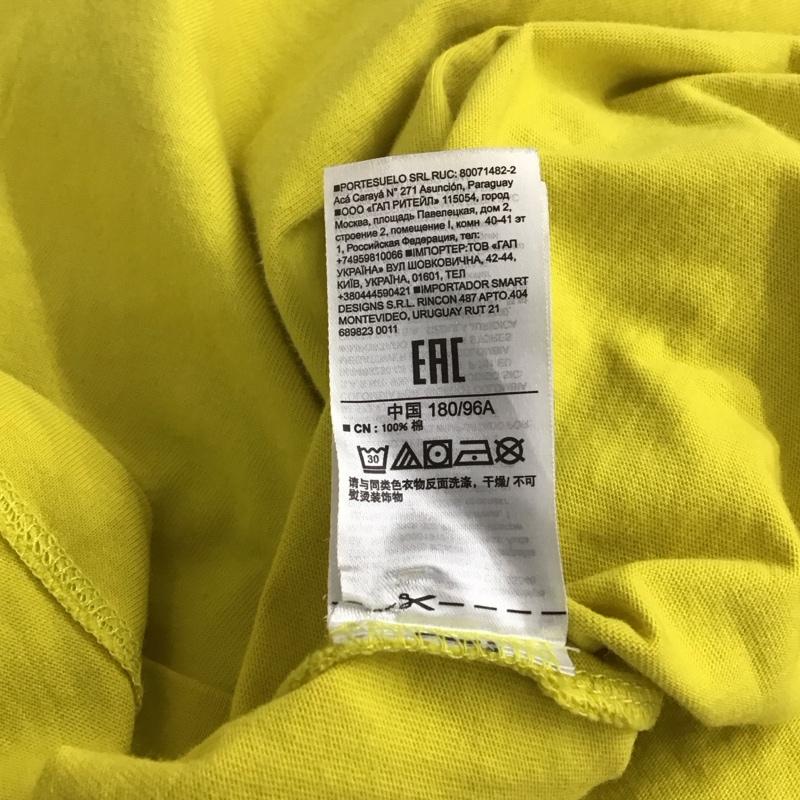 ■PORTESUELO SRL RUC: 80071482-2
Acá Carayá N° 271 Asunción, Paraguay
■ООО «ГАП РИТЕЙЛ» 115054, город
Москва, площадь Павелецкая, дом 2,
строение 2, помещение I, комн 40-41 эт
1, Российская Федерация, тел:
+74959810066 ■ІМПОРТЕР:ТОВ «ГАП
УКРАЇНА» ВУЛ ШОВКОВИЧНА, 42-44,
КИЇВ, УКРАЇНА, 01601, ТЕЛ
+380444590421 ■IMPORTADOR SMART
DESIGNS S.R.L. RINCON 487 APTO.404
MONTEVIDEO, URUGUAY RUT 21
689823 0011
EAC
中国 180/96A
■ CN : 100% 棉
30
请与同类色衣物反面洗涤，干燥/ 不可
熨烫装饰物